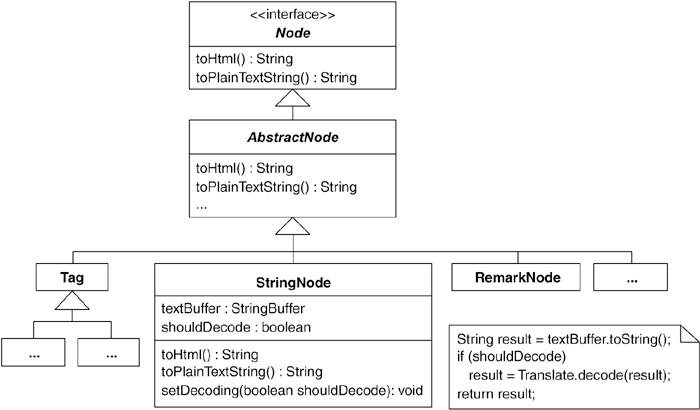 <<interface>>
Node
toHtml() : String
toPlainTextString() : String
AbstractNode
toHtml() : String
toPlainTextString() : String
...
Tag
StringNode
RemarkNode
...
textBuffer : StringBuffer
shouldDecode : boolean
toHtml() : String
toPlainTextString() : String
setDecoding(boolean shouldDecode): void
...
...
String result = textBuffer.toString();
if (shouldDecode)
result = Translate.decode(result);
return result;